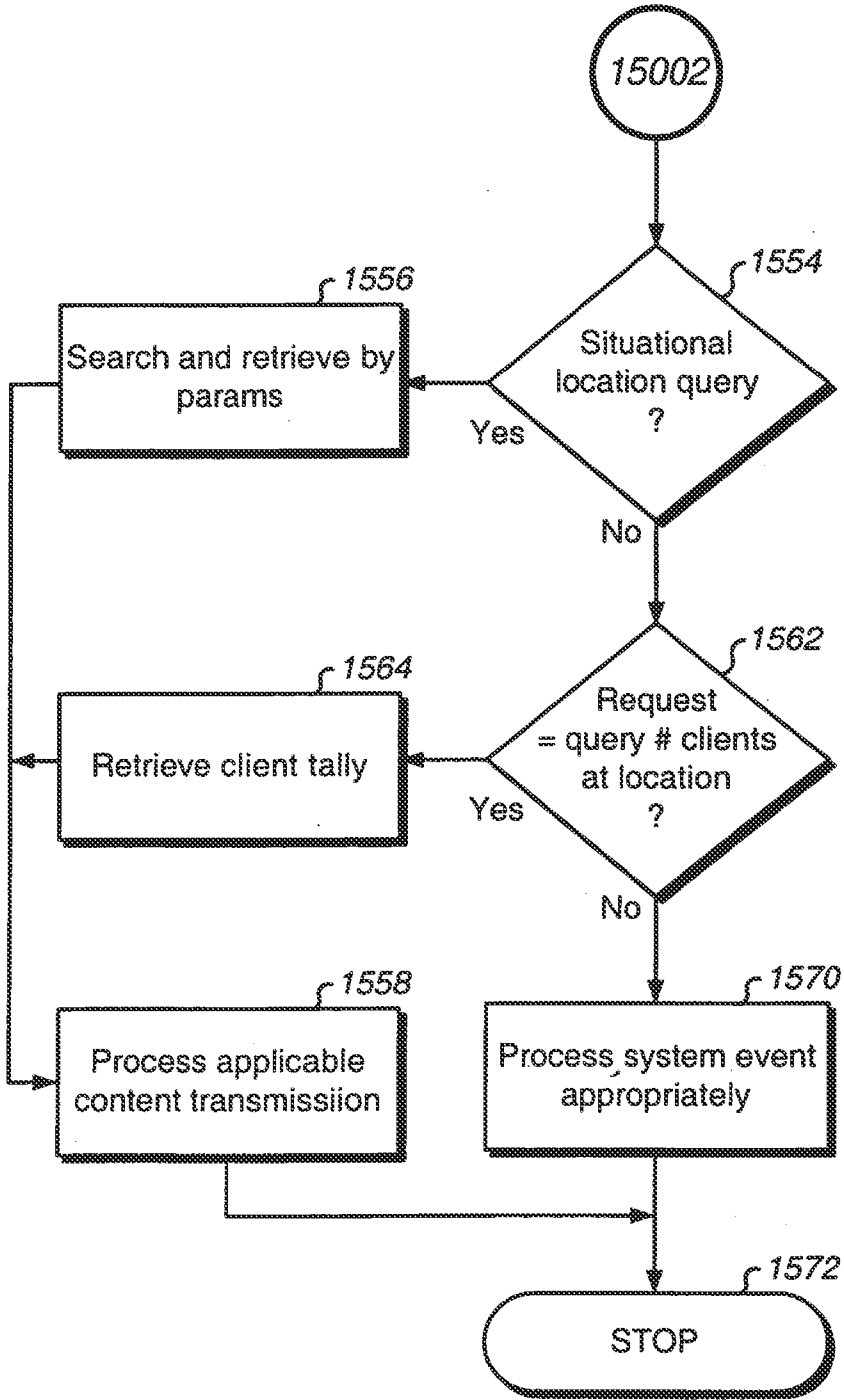 15002
1554
Situational
location query
?
Yes
No
1556
Search and retrieve by
params
1562
Request
= query # clients
at location
?
Yes
No
1564
Retrieve client tally
1558
Process applicable
content transmissiion
1570
Process system event
appropriately
1572
STOP